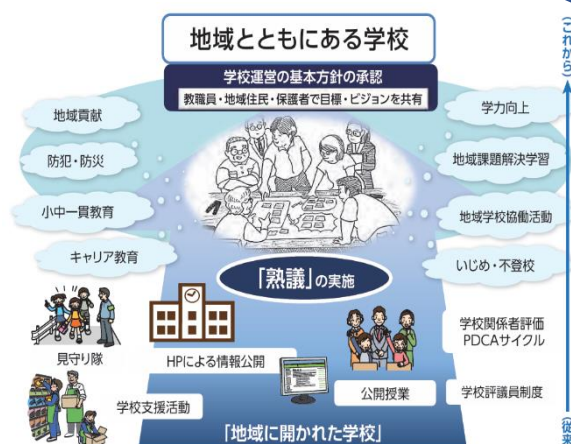 地域とともにある学校
学校運営の基本方針の承認
教職員・地域住民・保護者で目標・ビジョンを共有
(これから)
地域貢献
学力向上
防犯・防災
地域課題解決学習
小中一貫教育
地域学校協働活動
キャリア教育
いじめ・不登校
「熟議」の実施
見守り隊
HPによる情報公開
学校関係者評価
PDCAサイクル
学校支援活動
公開授業
学校評議員制度
「地域に開かれた学校」
(従来